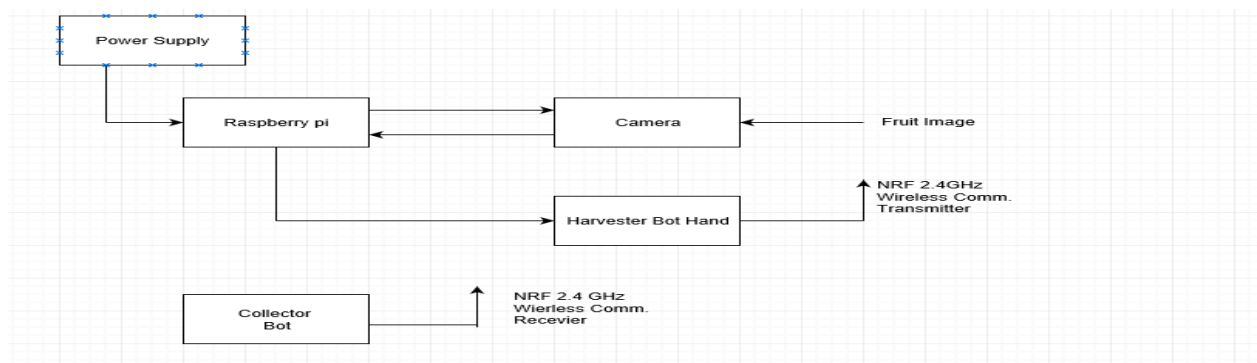 Power Supply
Raspberry pi
Camera
Fruit Image
NRF 2.4GHz
Wireless Comm.
Transmitter
Harvester Bot Hand
Collector
Bot
NRF 2.4 GHz
Wierless Comm.
Recevier